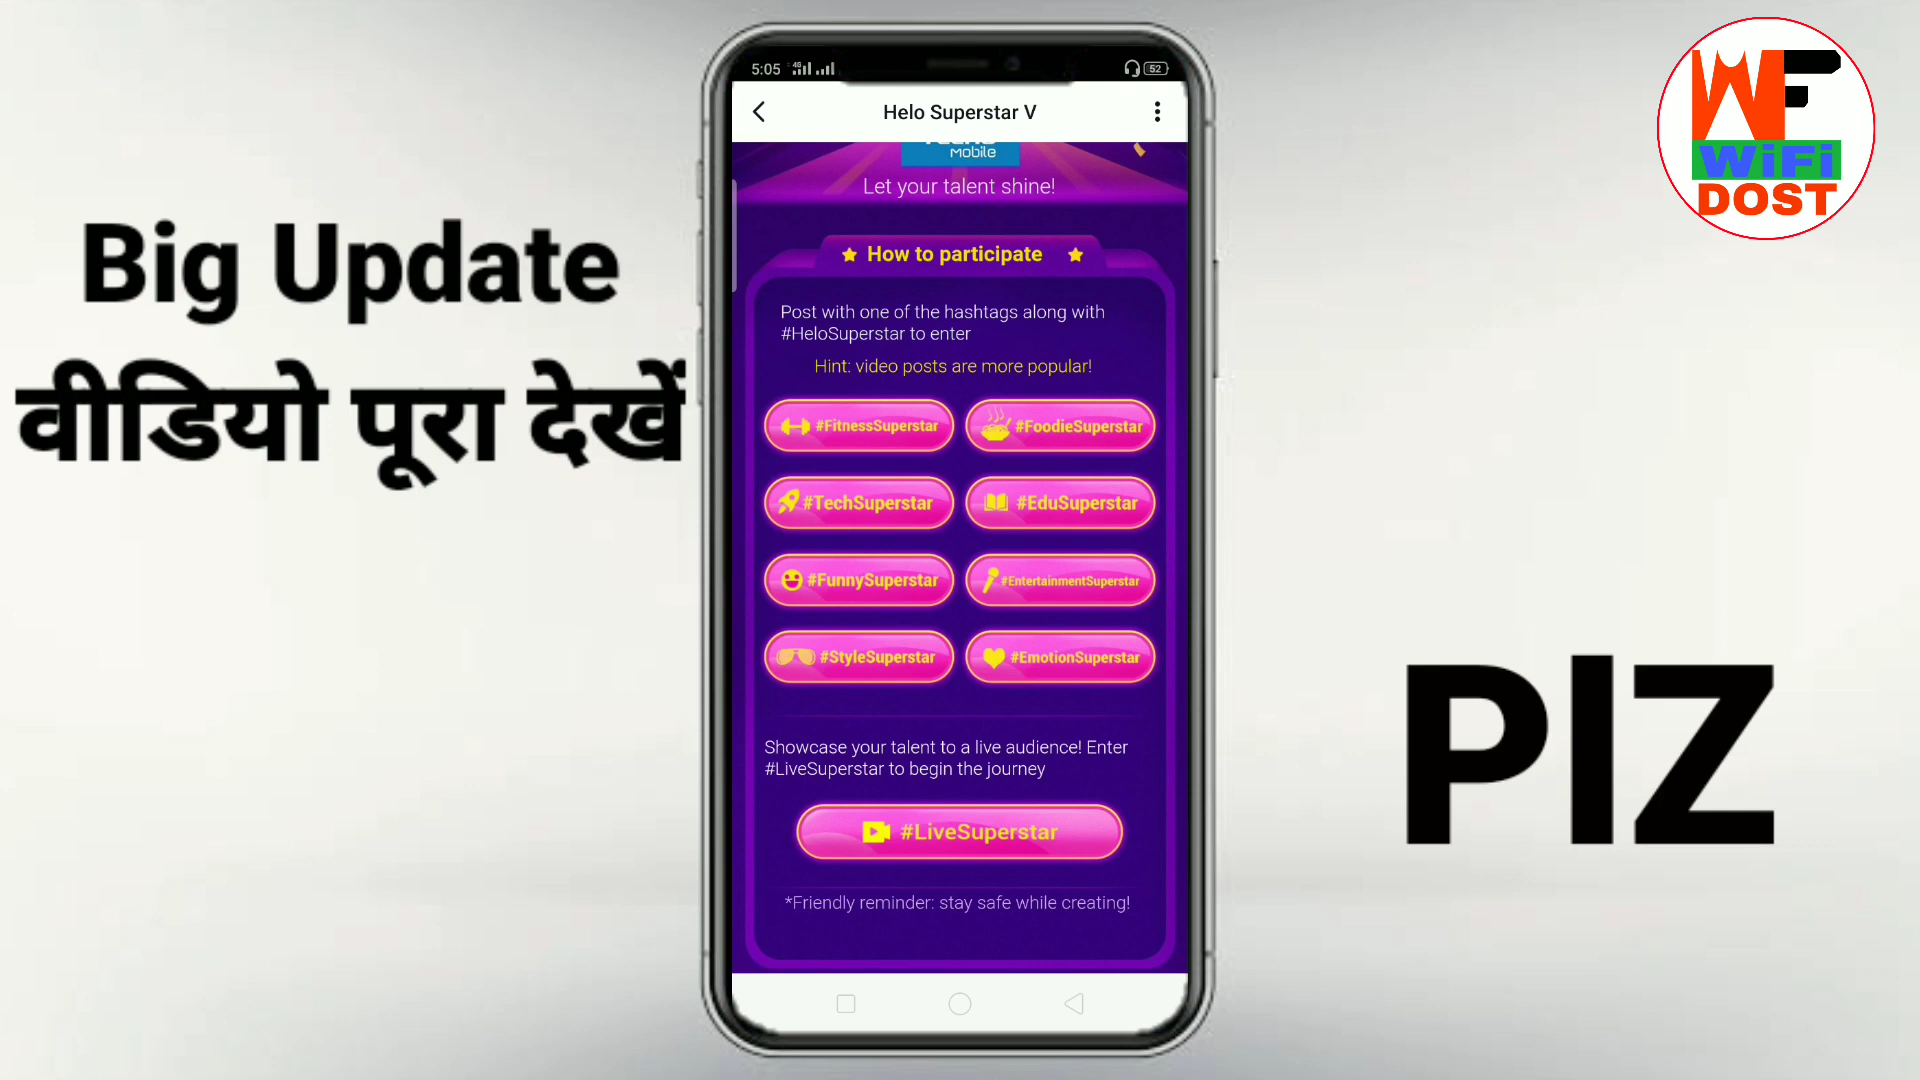 Big Update
वीडियो पूरा देखें
5:05
4G
52
Helo Superstar V
mobile
Let your talent shine!
How to participate
Post with one of the hashtags along with
#HeloSuperstar to enter
Hint: video posts are more popular!
#FitnessSuperstar
#FoodieSuperstar
#TechSuperstar
#EduSuperstar
#FunnySuperstar
#EntertainmentSuperstar
#StyleSuperstar
#EmotionSuperstar
Showcase your talent to a live audience! Enter
#LiveSuperstar to begin the journey
#LiveSuperstar
*Friendly reminder: stay safe while creating!
WF
WiFi
DOST
PlZ